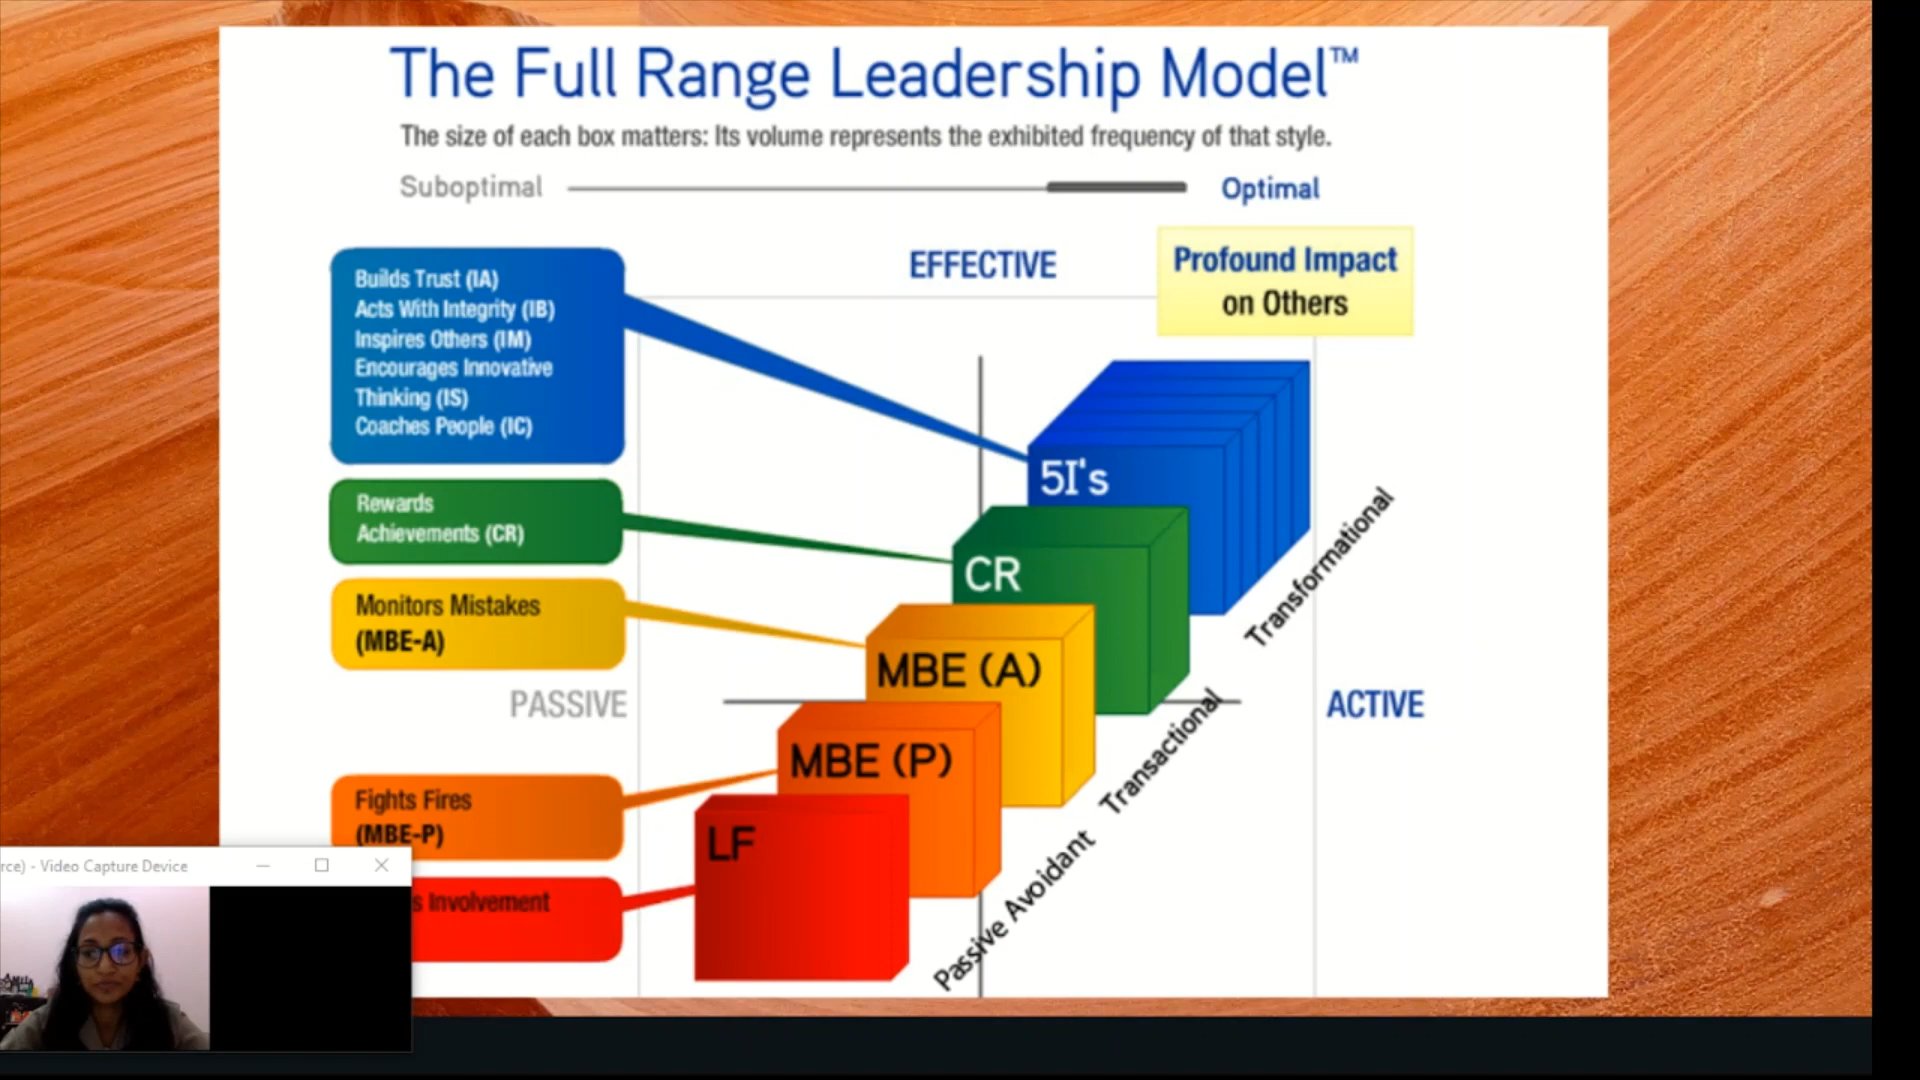 The Full Range Leadership Model™
The size of each box matters: Its volume represents the exhibited frequency of that style.
Suboptimal
Optimal
EFFECTIVE
Profound Impact
on Others
Builds Trust (IA)
Acts With Integrity (IB)
Inspires Others (IM)
Encourages Innovative
Thinking (IS)
Coaches People (IC)
5I's
Rewards
Achievements (CR)
CR
Transformational
Monitors Mistakes
(MBE-A)
MBE (A)
PASSIVE
ACTIVE
Transactional
MBE (P)
Fights Fires
(MBE-P)
LF
Passive Avoidant
rce) - Video Capture Device
s Involvement